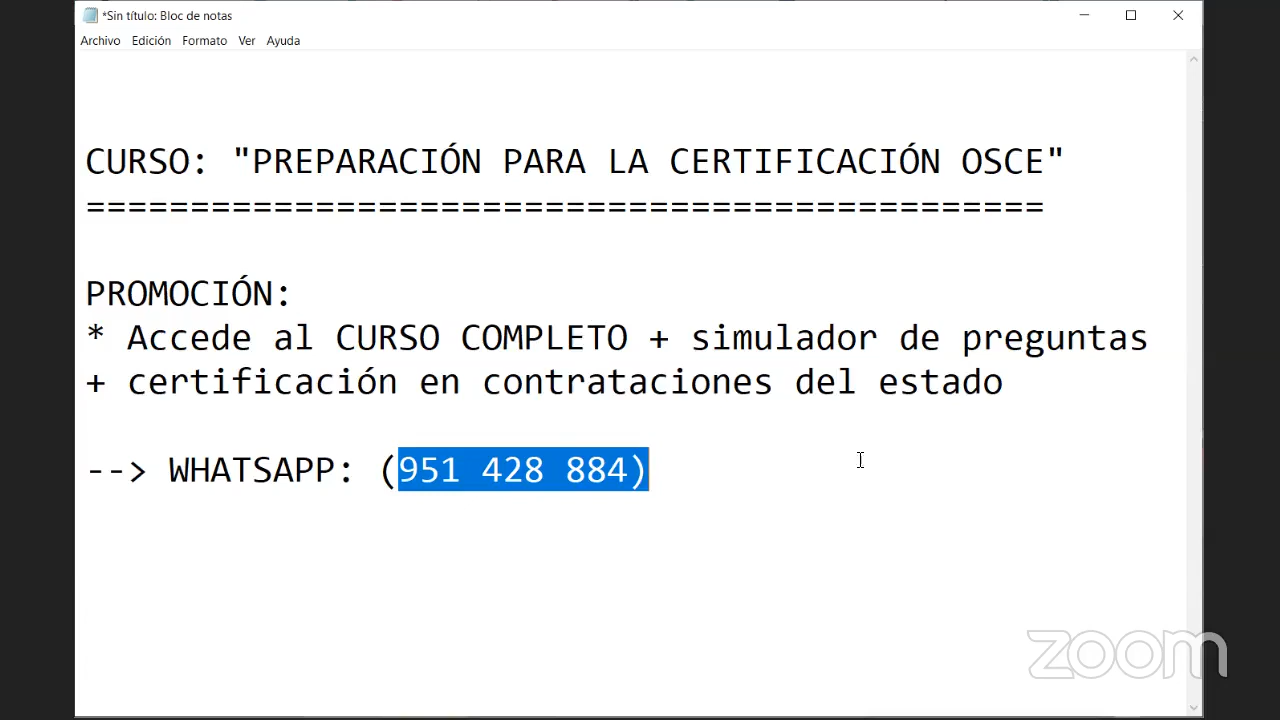 *Sin título: Bloc de notas
Archivo Edición Formato Ver Ayuda
CURSO: "PREPARACIÓN PARA LA CERTIFICACIÓN OSCE"
==============================================
PROMOCIÓN:
* Accede al CURSO COMPLETO + simulador de preguntas
+ certificación en contrataciones del estado
--> WHATSAPP: (951 428 884)
zoom